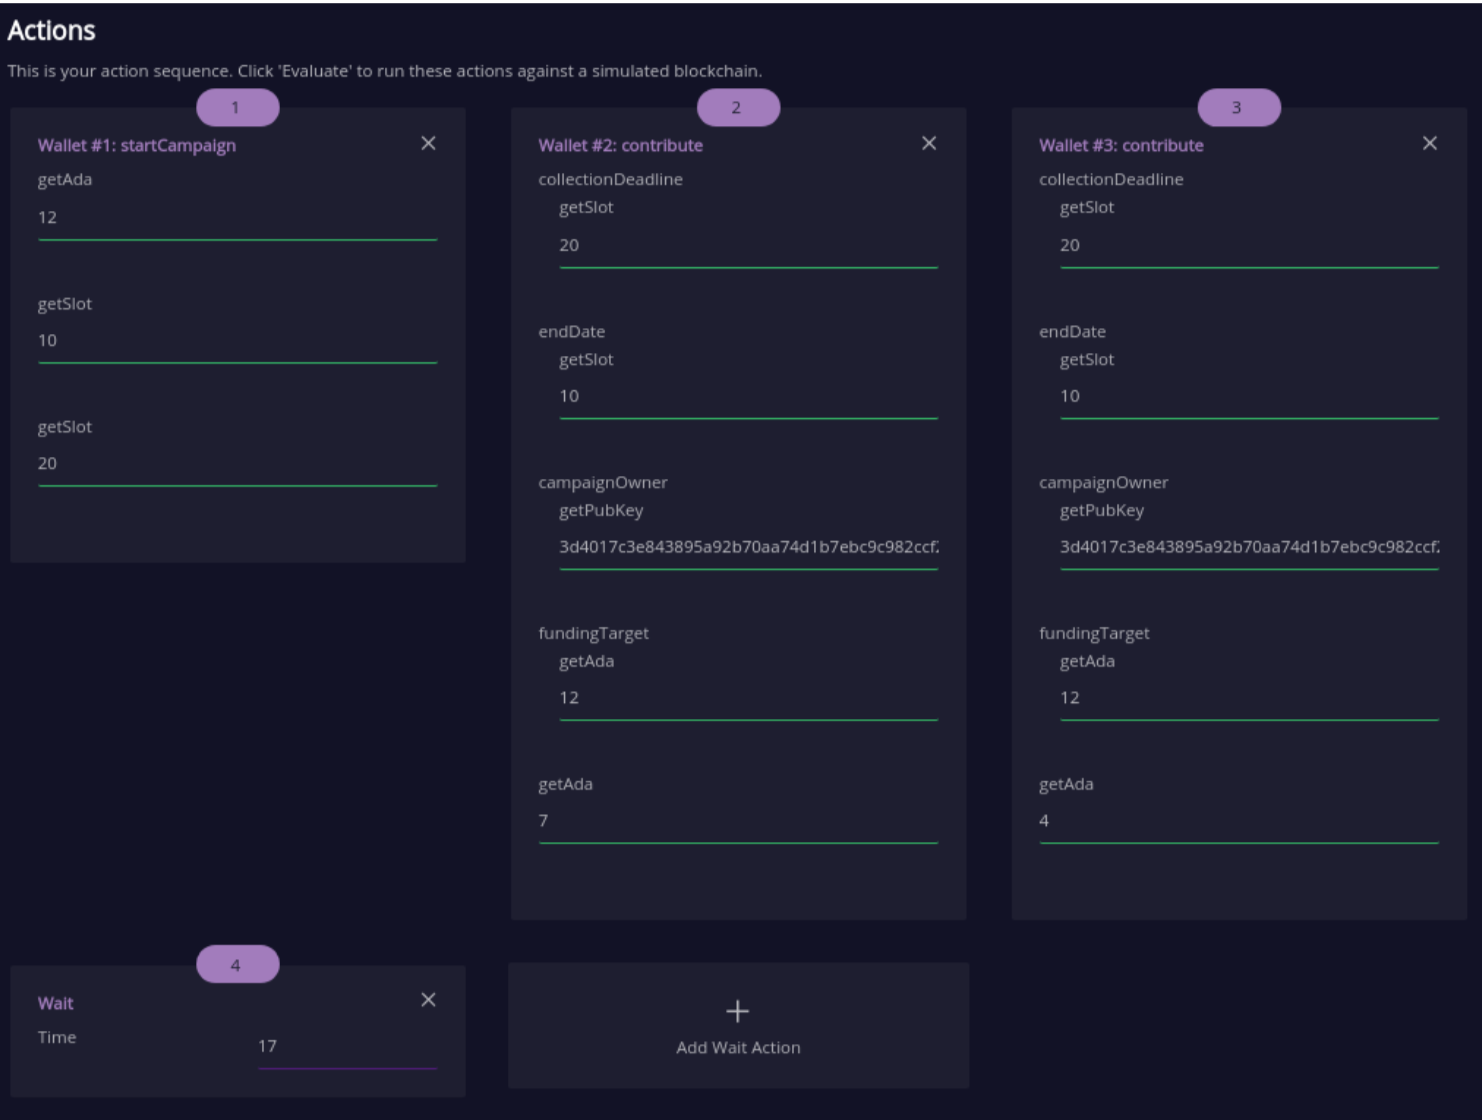 Actions
This is your action sequence. Click 'Evaluate' to run these actions against a simulated blockchain.
1
Wallet #1: startCampaign
getAda
12
getSlot
10
getSlot
20
2
Wallet #2: contribute
collectionDeadline
getSlot
20
endDate
getSlot
10
campaignOwner
getPubKey
3d4017c3e843895a92b70aa74d1b7ebc9c982ccf
fundingTarget
getAda
12
getAda
7
3
Wallet #3: contribute
collectionDeadline
getSlot
20
endDate
getSlot
10
campaignOwner
getPubKey
3d4017c3e843895a92b70aa74d1b7ebc9c982ccf
fundingTarget
getAda
12
getAda
4
4
Wait
Time
17
Add Wait Action